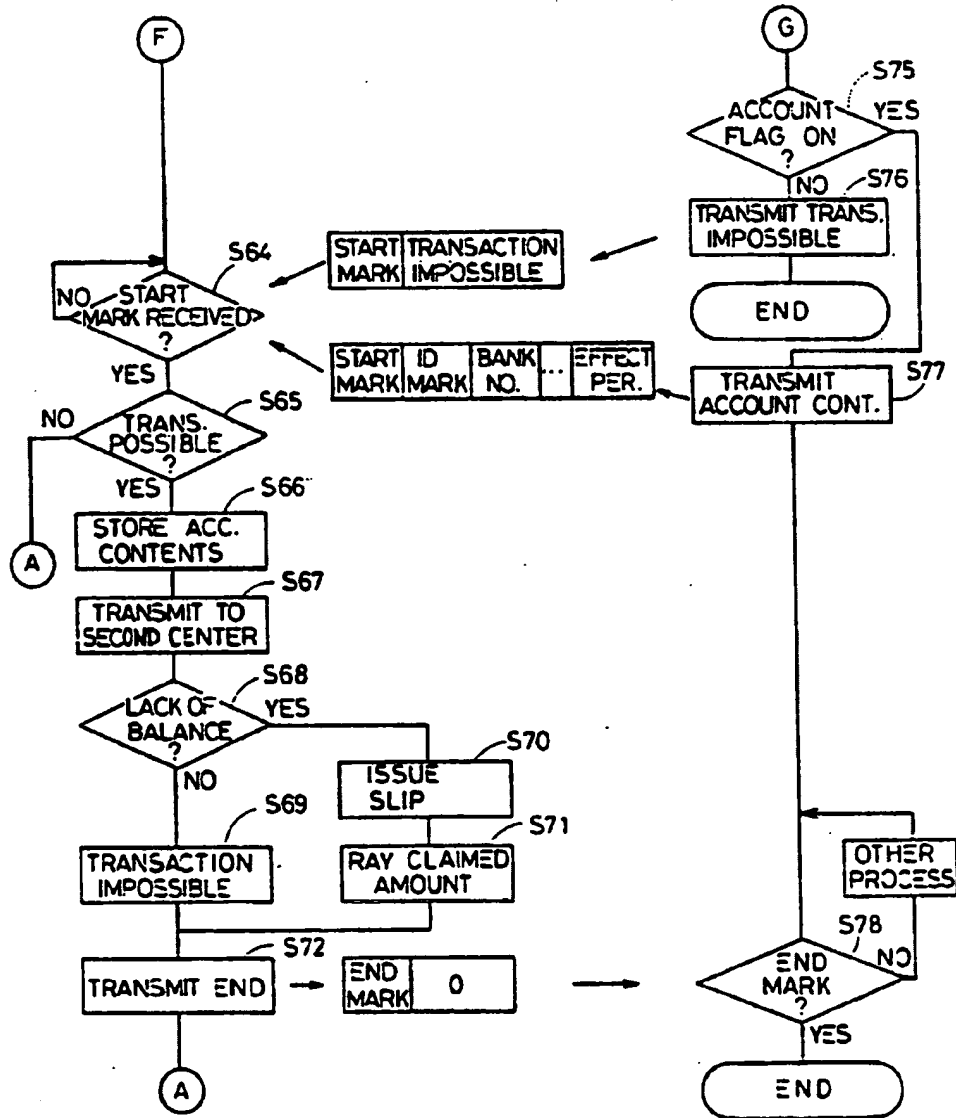 F
G
S75
ACCOUNT
FLAG ON
?
YES
NO
S76
TRANSMIT TRANS.
IMPOSSIBLE
END
START
MARK
TRANSACTION
IMPOSSIBLE
S64
NO
START
MARK RECEIVED
?
YES
START
MARK
ID
MARK
BANK
NO.
...
EFFECT
PER.
S77
TRANSMIT
ACCOUNT CONT.
S65
NO
TRANS.
POSSIBLE
?
YES
A
S66
STORE ACC.
CONTENTS
S67
TRANSMIT TO
SECOND CENTER
S68
LACK OF
BALANCE
?
YES
NO
S70
ISSUE
SLIP
S69
TRANSACTION
IMPOSSIBLE
S71
RAY CLAIMED
AMOUNT
OTHER
PROCESS
S72
TRANSMIT END
END
MARK
0
S78
END
MARK
?
NO
YES
A
END